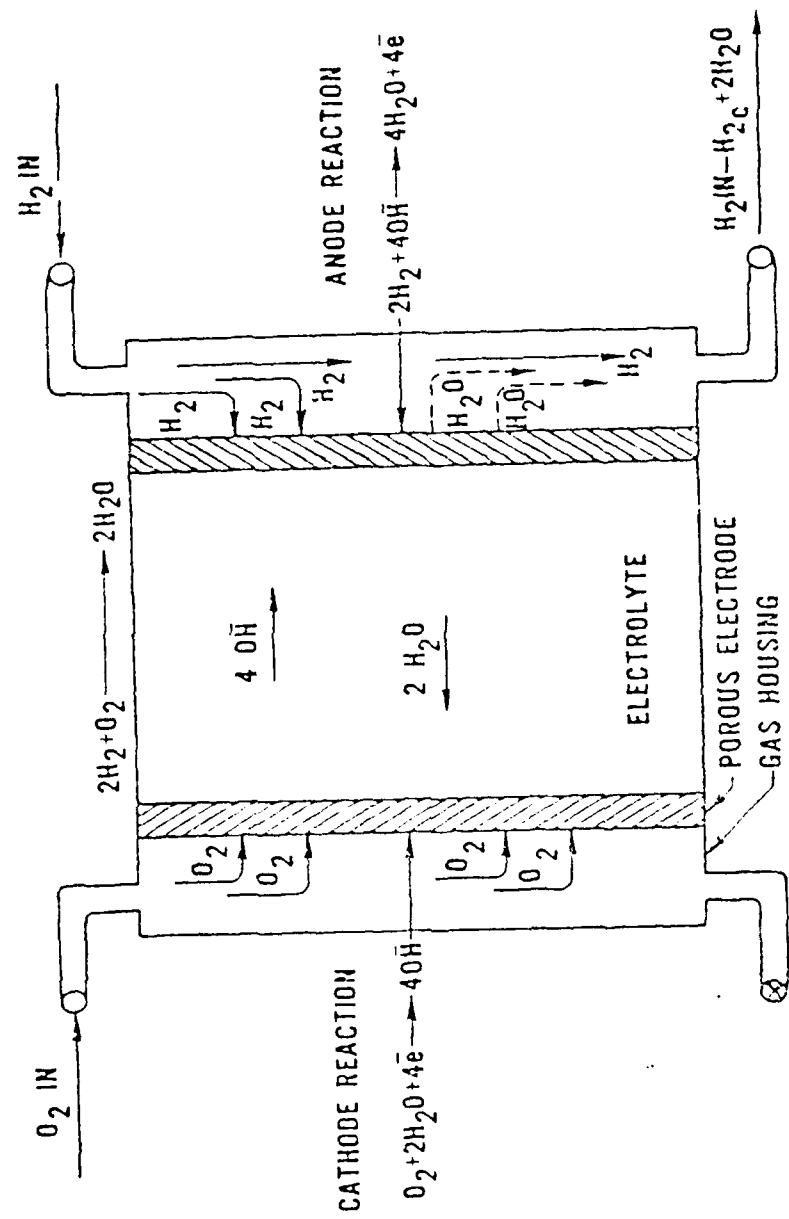 O2 IN
H2 IN
2H2+O2→2H2O
CATHODE REACTION
O2+2H2O+4ē→4OH̄
ANODE REACTION
2H2+4OH̄→4H2O+4ē
O2
O2
O2
O2
4 OH̄
2 H2O
ELECTROLYTE
H2
H2
H2
H2O
H2O
H2
POROUS ELECTRODE
GAS HOUSING
H2IN−H2C+2H2O